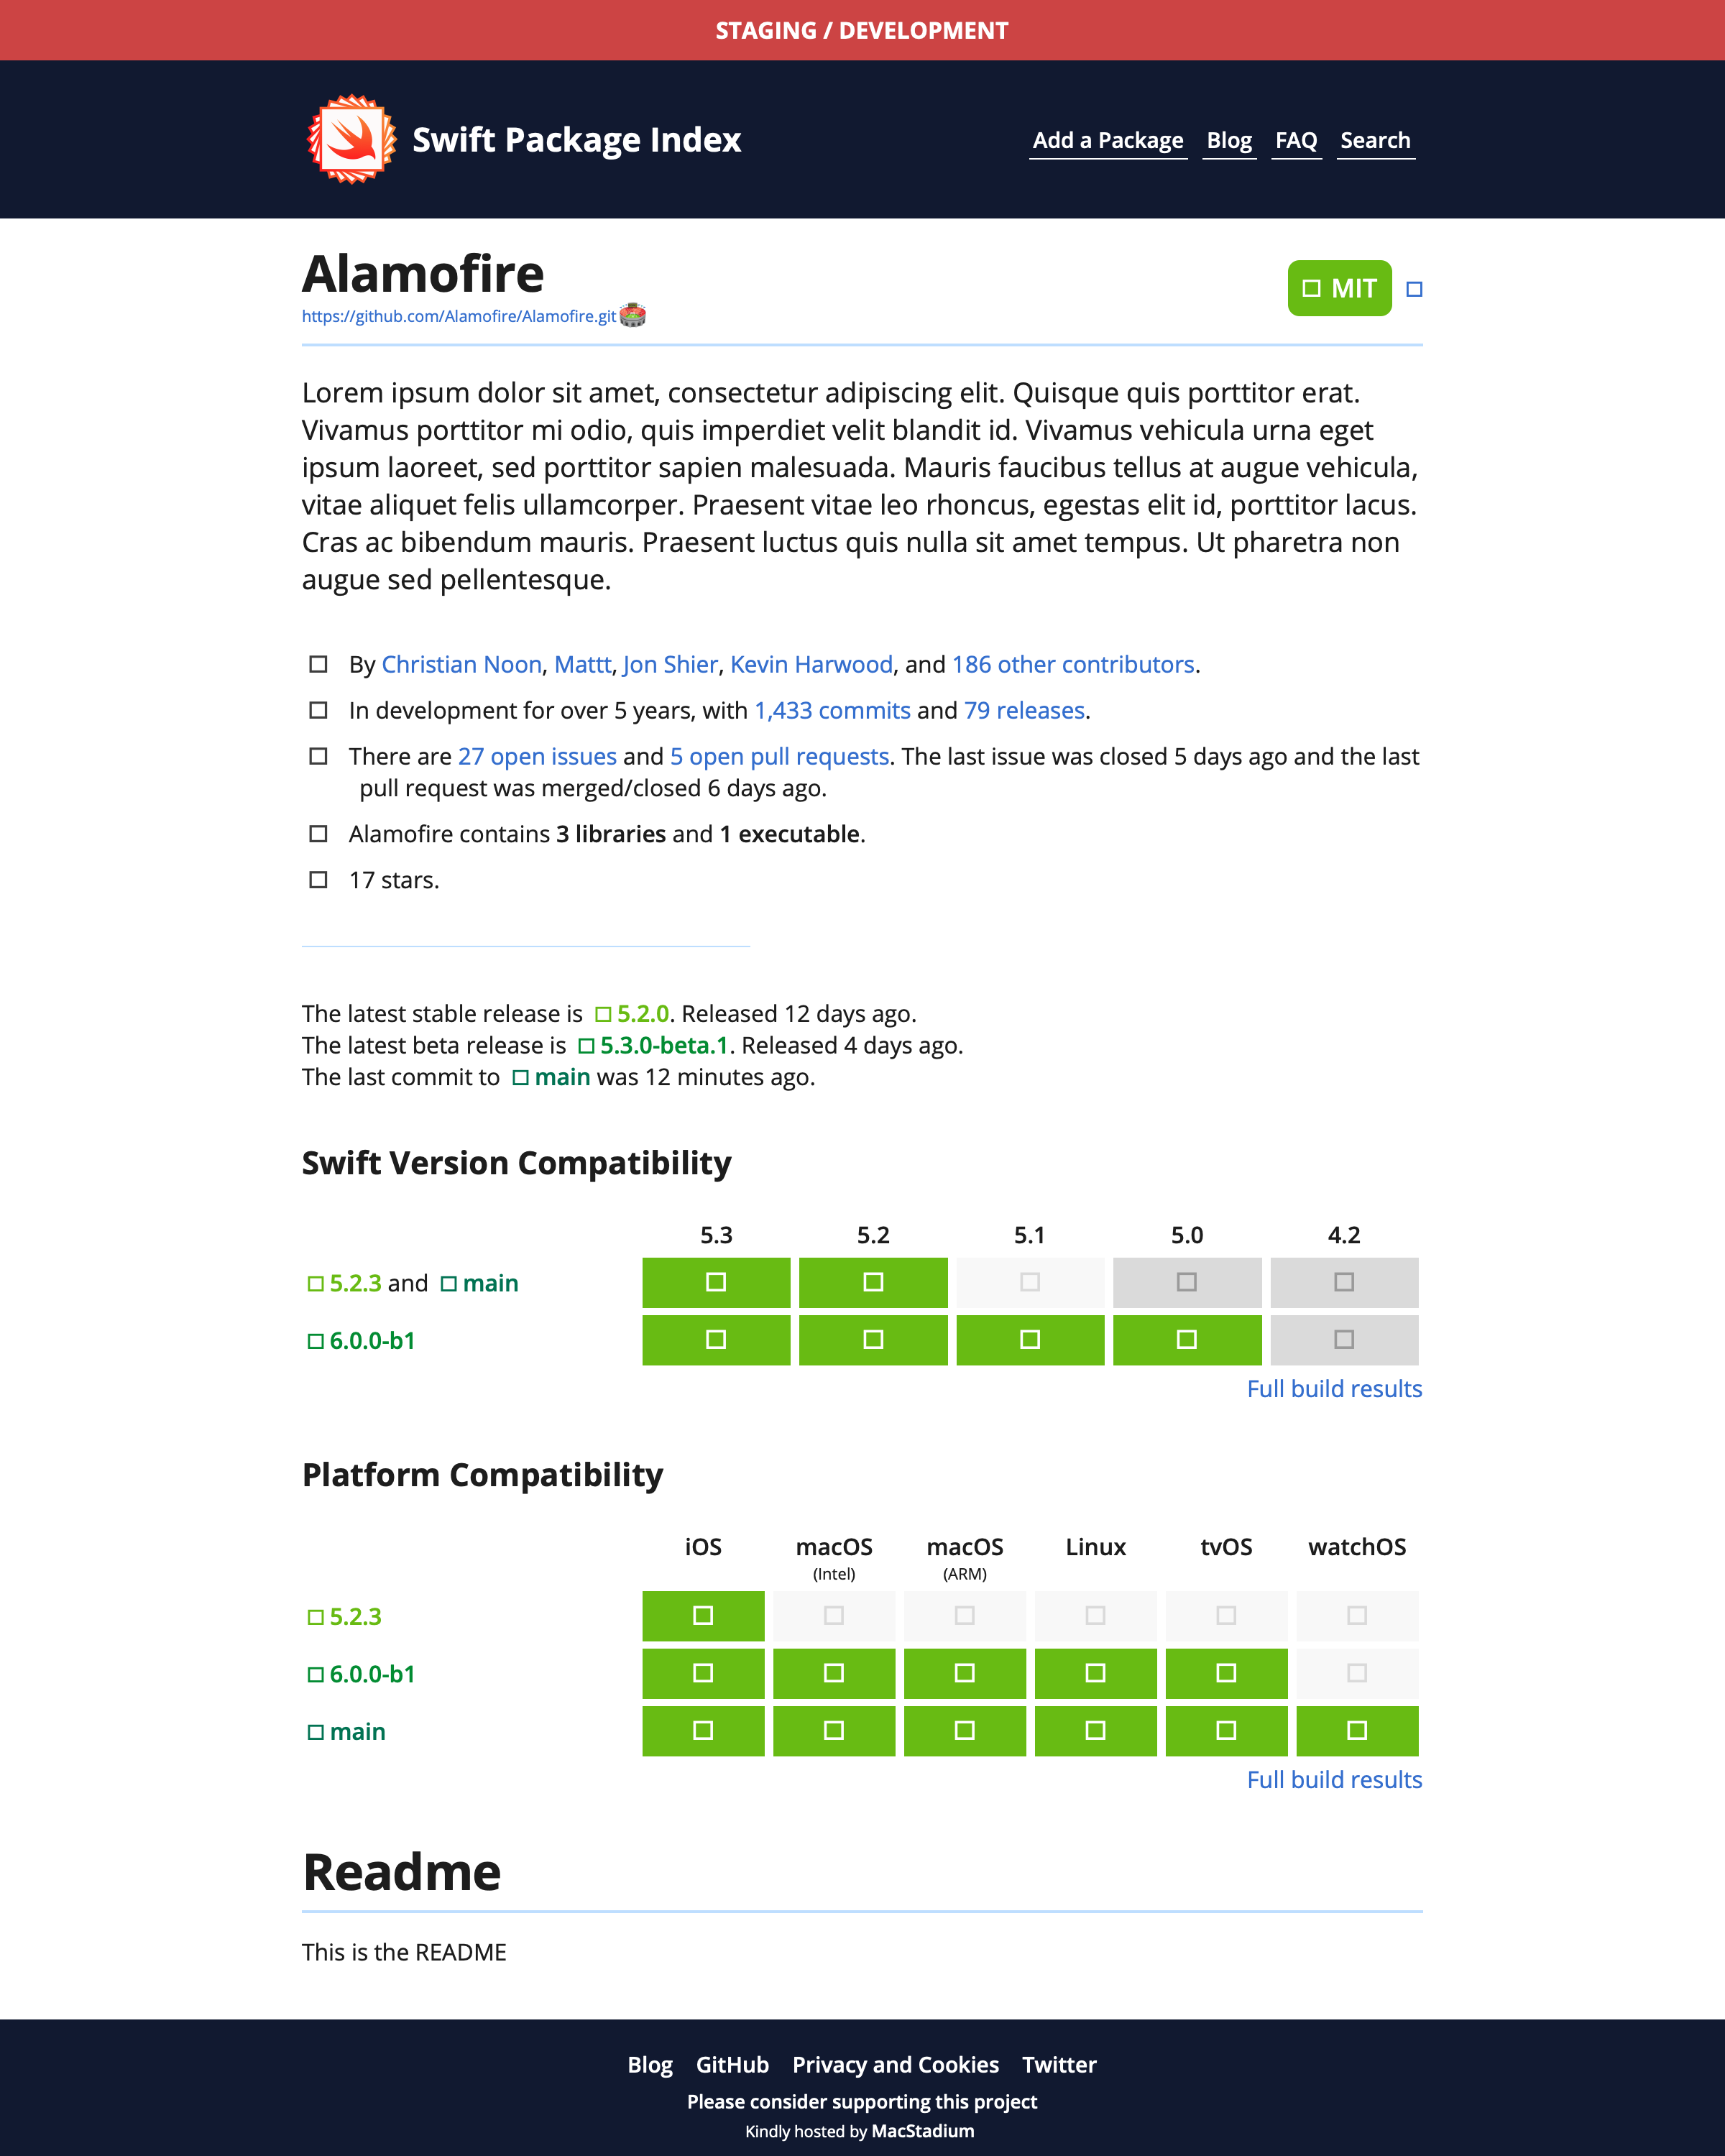 STAGING / DEVELOPMENT
Swift Package Index
Add a Package Blog FAQ Search
Alamofire
MIT
https://github.com/Alamofire/Alamofire.git
Lorem ipsum dolor sit amet, consectetur adipiscing elit. Quisque quis porttitor erat.
Vivamus porttitor mi odio, quis imperdiet velit blandit id. Vivamus vehicula urna eget
ipsum laoreet, sed porttitor sapien malesuada. Mauris faucibus tellus at augue vehicula,
vitae aliquet felis ullamcorper. Praesent vitae leo rhoncus, egestas elit id, porttitor lacus.
Cras ac bibendum mauris. Praesent luctus quis nulla sit amet tempus. Ut pharetra non
augue sed pellentesque.
By Christian Noon, Mattt, Jon Shier, Kevin Harwood, and 186 other contributors.
In development for over 5 years, with 1,433 commits and 79 releases.
There are 27 open issues and 5 open pull requests. The last issue was closed 5 days ago and the last
pull request was merged/closed 6 days ago.
Alamofire contains 3 libraries and 1 executable.
17 stars.
The latest stable release is 5.2.0. Released 12 days ago.
The latest beta release is 5.3.0-beta.1. Released 4 days ago.
The last commit to main was 12 minutes ago.
Swift Version Compatibility
5.3 5.2 5.1 5.0 4.2
5.2.3 and main
6.0.0-b1
Full build results
Platform Compatibility
iOS macOS macOS Linux tvOS watchOS
(Intel) (ARM)
5.2.3
6.0.0-b1
main
Full build results
Readme
This is the README
Blog GitHub Privacy and Cookies Twitter
Please consider supporting this project
Kindly hosted by MacStadium